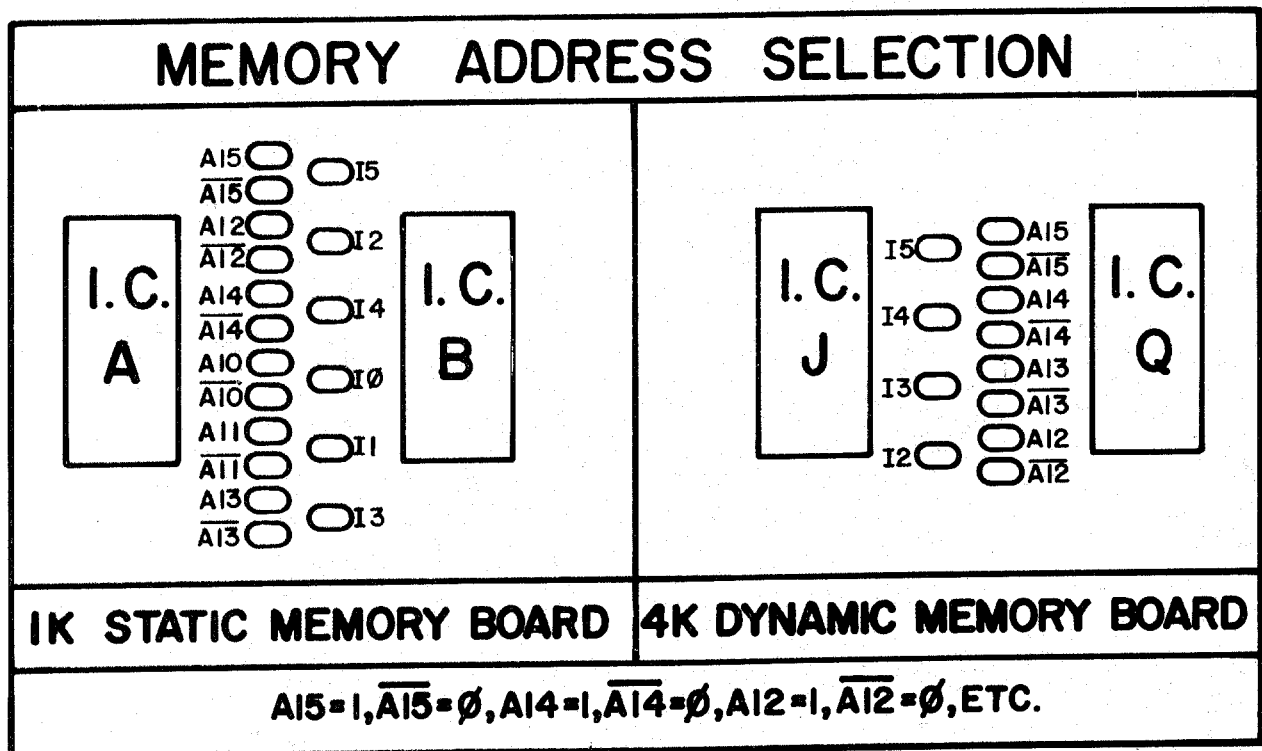 MEMORY ADDRESS SELECTION
A15
I5
A̅1̅5̅
A12
I2
A̅1̅2̅
A14
I4
A̅1̅4̅
A10
IØ
A̅1̅0̅
A11
I1
A̅1̅1̅
A13
I3
A̅1̅3̅
I.C.
A
I.C.
B
I.C.
J
I5
A15
A̅1̅5̅
I4
A14
A̅1̅4̅
I3
A13
A̅1̅3̅
I2
A12
A̅1̅2̅
I.C.
Q
1K STATIC MEMORY BOARD
4K DYNAMIC MEMORY BOARD
A15=1, A̅1̅5̅=Ø, A14=1, A̅1̅4̅=Ø, A12=1, A̅1̅2̅=Ø, ETC.